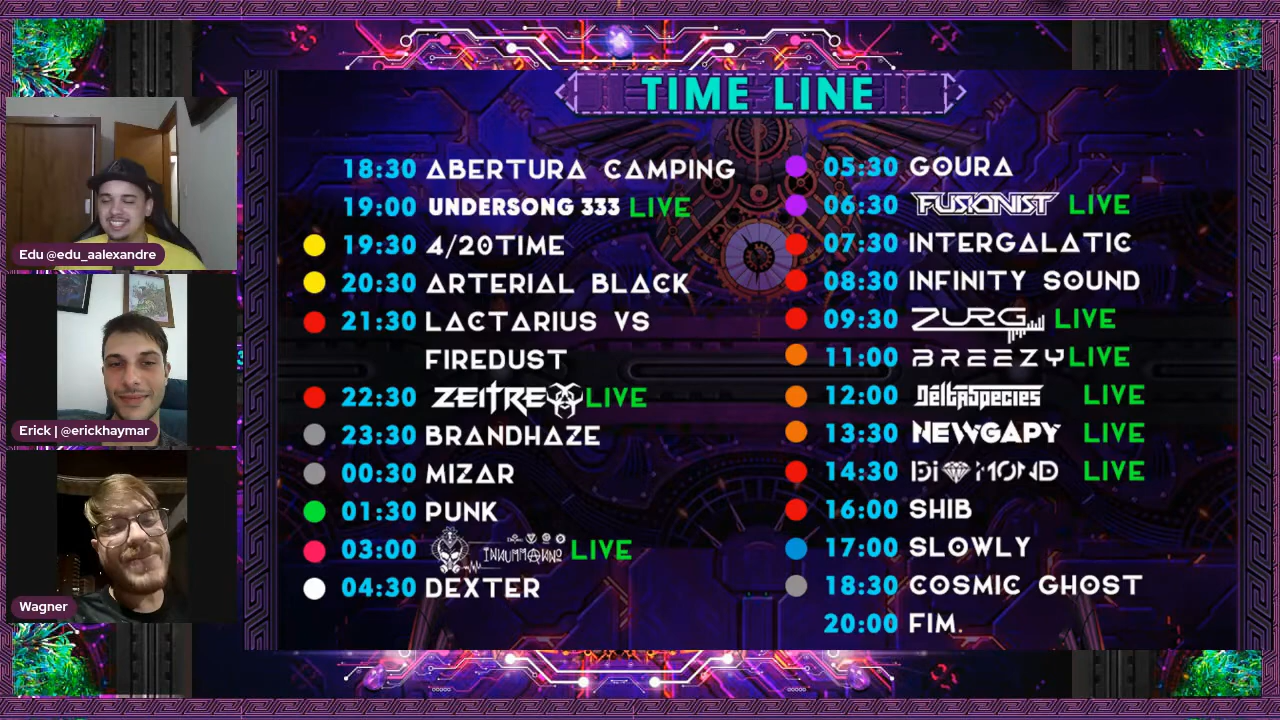 TIME LINE
18:30 ABERTURA CAMPING
19:00 UNDERSONG 333 LIVE
19:30 4/20TIME
20:30 ARTERIAL BLACK
21:30 LACTARIUS VS
FIREDUST
22:30 ZEITREX LIVE
23:30 BRANDHAZE
00:30 MIZAR
01:30 PUNK
03:00 INHUMMANNO LIVE
04:30 DEXTER
05:30 GOURA
06:30 FUSIONIST LIVE
07:30 INTERGALATIC
08:30 INFINITY SOUND
09:30 ZURG LIVE
11:00 BREEZY LIVE
12:00 DéltaSpecies LIVE
13:30 NEWGAPY LIVE
14:30 DiMOND LIVE
16:00 SHIB
17:00 SLOWLY
18:30 COSMIC GHOST
20:00 FIM.
Edu @edu_aalexandre
Erick | @erickhaymar
Wagner